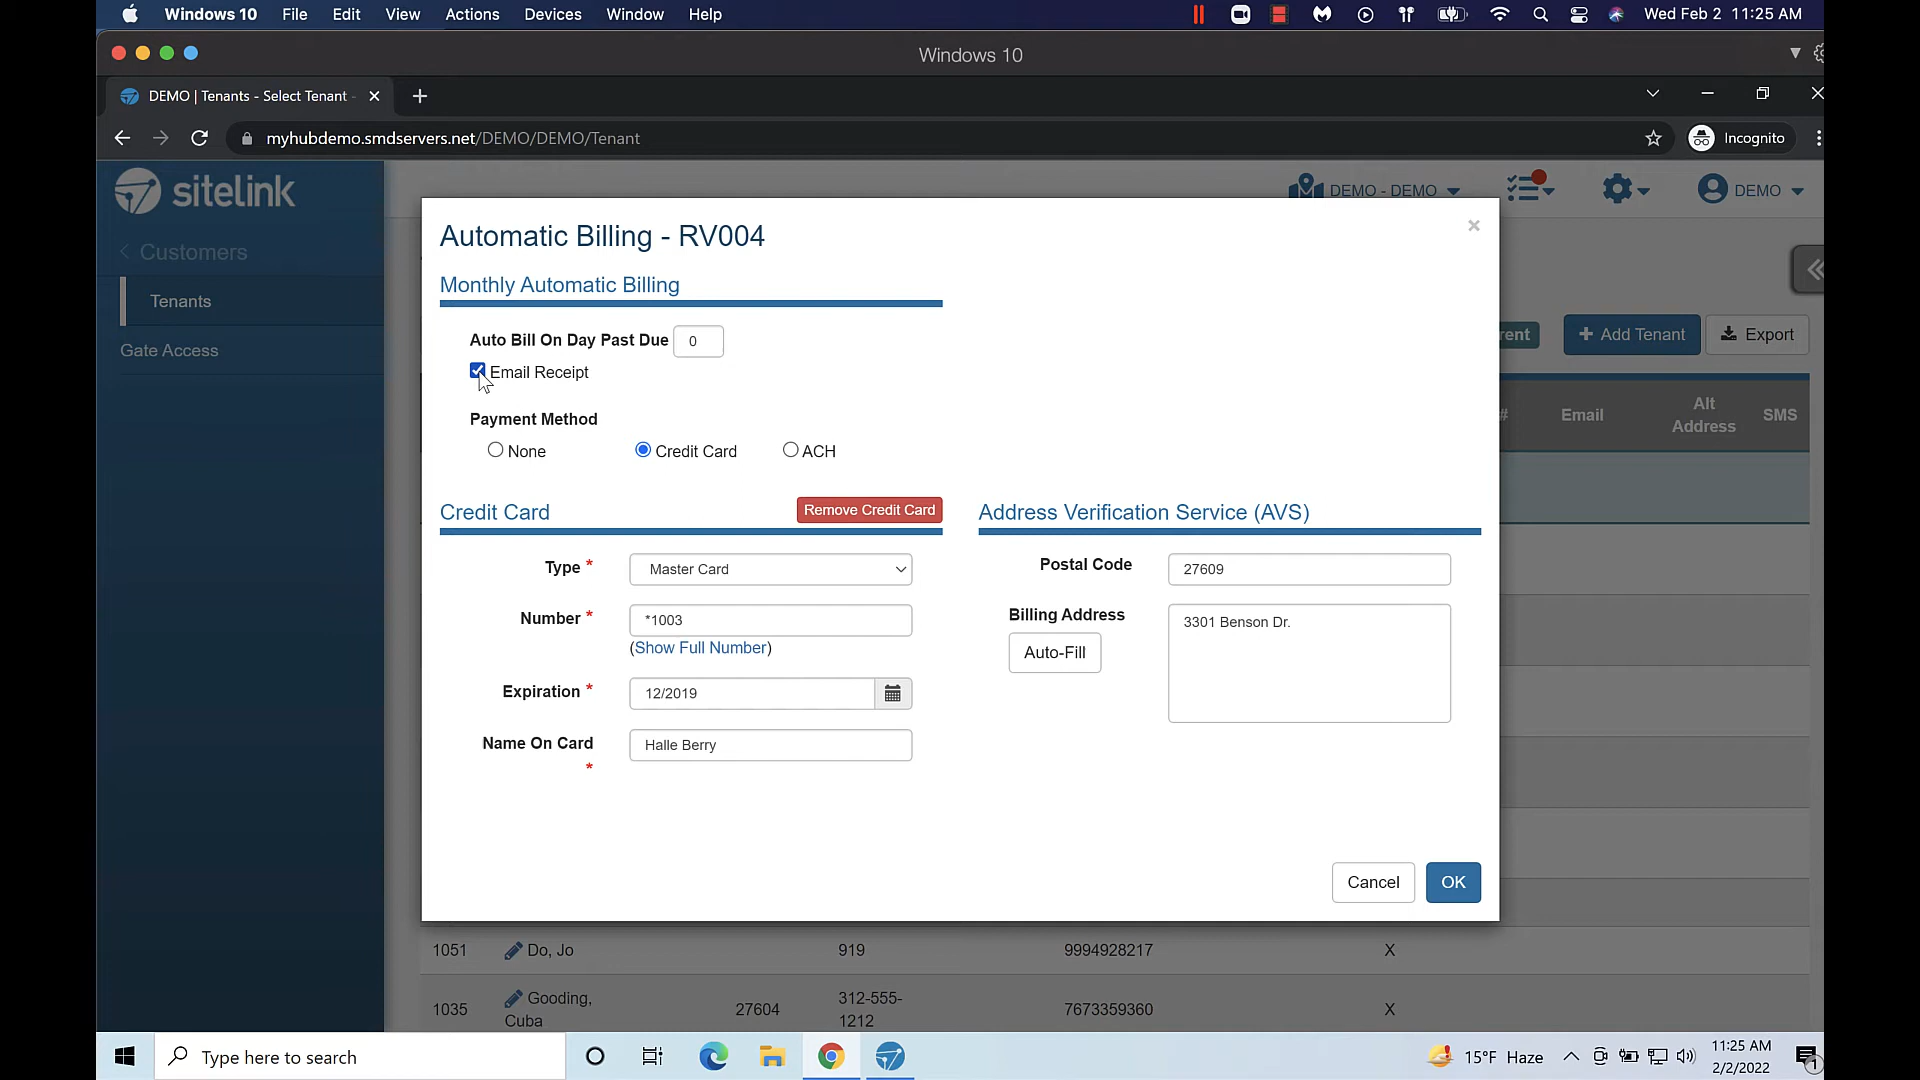 Windows 10 File Edit View Actions Devices Window Help Wed Feb 2 11:25 AM
Windows 10
DEMO | Tenants - Select Tenant -
myhubdemo.smdservers.net/DEMO/DEMO/Tenant Incognito
sitelink DEMO - DEMO DEMO
Customers
Tenants
Gate Access
Automatic Billing - RV004
Monthly Automatic Billing
Auto Bill On Day Past Due 0
Email Receipt
Payment Method
None Credit Card ACH
Credit Card Remove Credit Card
Type * Master Card
Number * *1003
(Show Full Number)
Expiration * 12/2019
Name On Card
* Halle Berry
Address Verification Service (AVS)
Postal Code 27609
Billing Address 3301 Benson Dr.
Auto-Fill
Cancel OK
rent + Add Tenant Export
# Email Alt
Address SMS
1051 Do, Jo 919 9994928217 X
1035 Gooding,
Cuba 27604 312-555-
1212 7673359360 X
Type here to search 15°F Haze 11:25 AM
2/2/2022 1